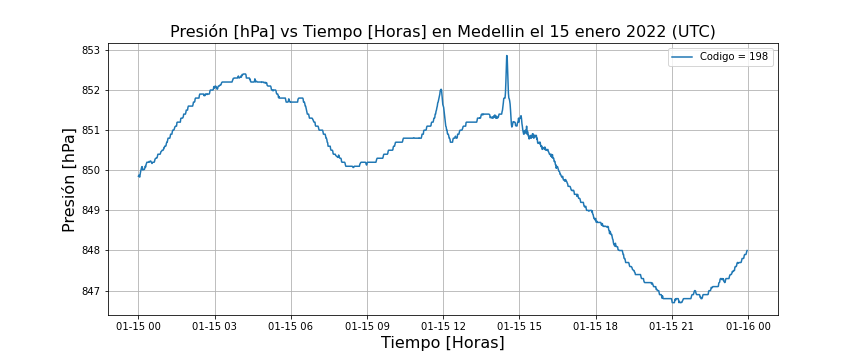 Presión [hPa] vs Tiempo [Horas] en Medellin el 15 enero 2022 (UTC)
Codigo = 198
Presión [hPa]
853
852
851
850
849
848
847
01-15 00 01-15 03 01-15 06 01-15 09 01-15 12 01-15 15 01-15 18 01-15 21 01-16 00
Tiempo [Horas]